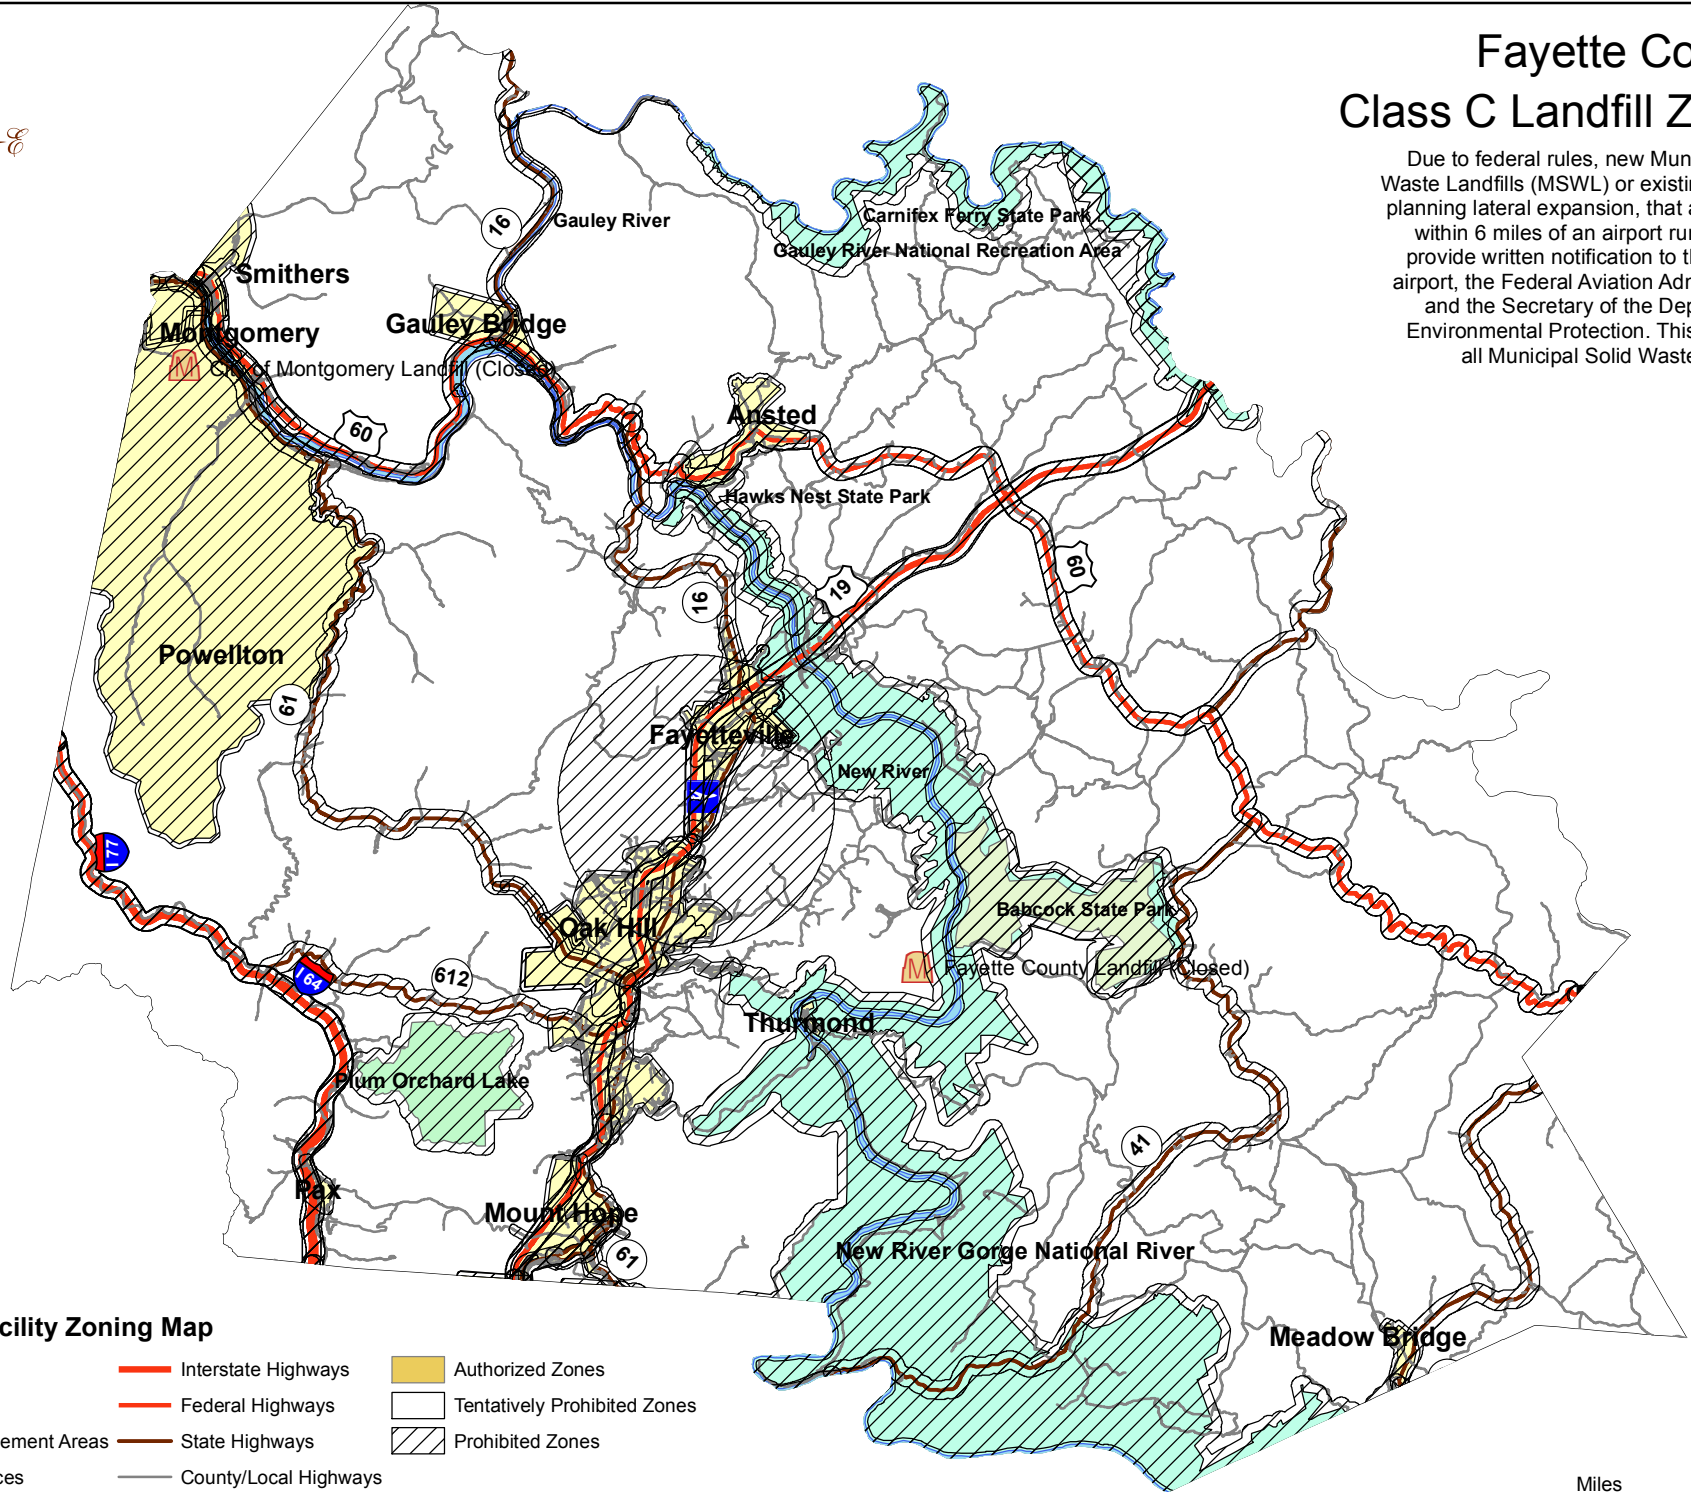 Fayette Co
Class C Landfill Z
Due to federal rules, new Mun
Waste Landfills (MSWL) or existin
planning lateral expansion, that a
within 6 miles of an airport run
provide written notification to th
airport, the Federal Aviation Adm
and the Secretary of the Dep
Environmental Protection. This
all Municipal Solid Waste
-E
16
Gauley River
Carnifex Ferry State Park
Gauley River National Recreation Area
Smithers
Montgomery
Gauley Bridge
City of Montgomery Landfill (Closed)
M
60
Ansted
Hawks Nest State Park
16
19
60
Powellton
61
Fayetteville
New River
I 77
Oak Hill
Babcock State Park
M
Fayette County Landfill (Closed)
I 64
612
Thurmond
Plum Orchard Lake
41
Pax
Mount Hope
61
New River Gorge National River
Meadow Bridge
cility Zoning Map
Interstate Highways
Authorized Zones
Federal Highways
Tentatively Prohibited Zones
ement Areas
State Highways
Prohibited Zones
ces
County/Local Highways
Miles